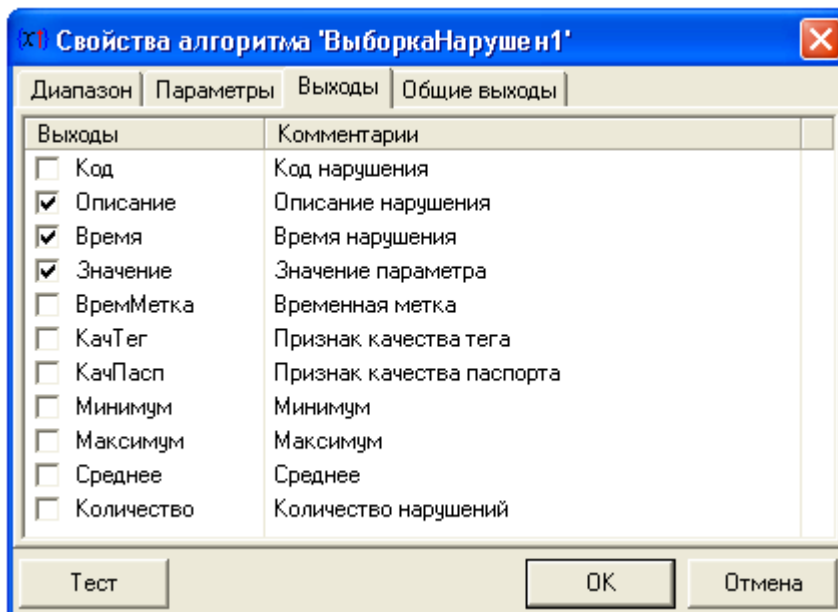 {x1} Свойства алгоритма 'ВыборкаНарушен1'
Диапазон Параметры Выходы Общие выходы
Выходы Комментарии
Код Код нарушения
Описание Описание нарушения
Время Время нарушения
Значение Значение параметра
ВремМетка Временная метка
КачТег Признак качества тега
КачПасп Признак качества паспорта
Минимум Минимум
Максимум Максимум
Среднее Среднее
Количество Количество нарушений
Тест OK Отмена